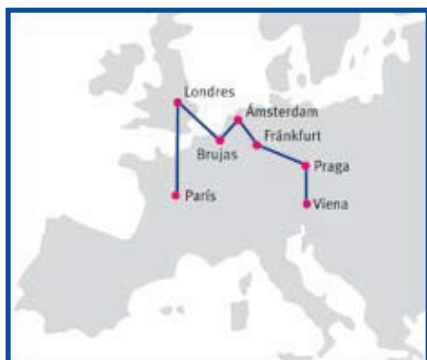 Londres
Ámsterdam
Fránkfurt
Brujas
Praga
París
Viena